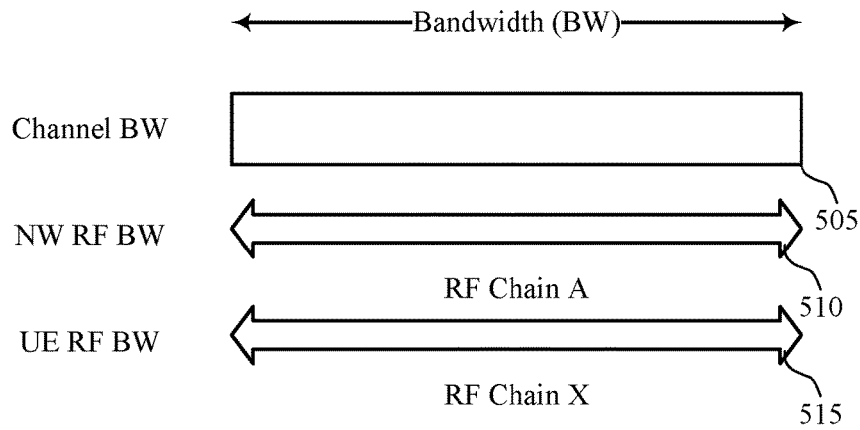 Bandwidth (BW)
Channel BW
505
NW RF BW
RF Chain A
510
UE RF BW
RF Chain X
515